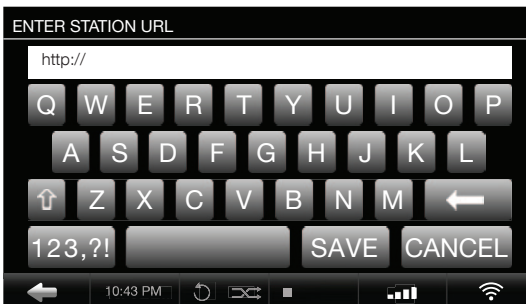 ENTER STATION URL
http://
Q W E R T Y U I O P
A S D F G H J K L
Z X C V B N M
123,?! SAVE CANCEL
10:43 PM